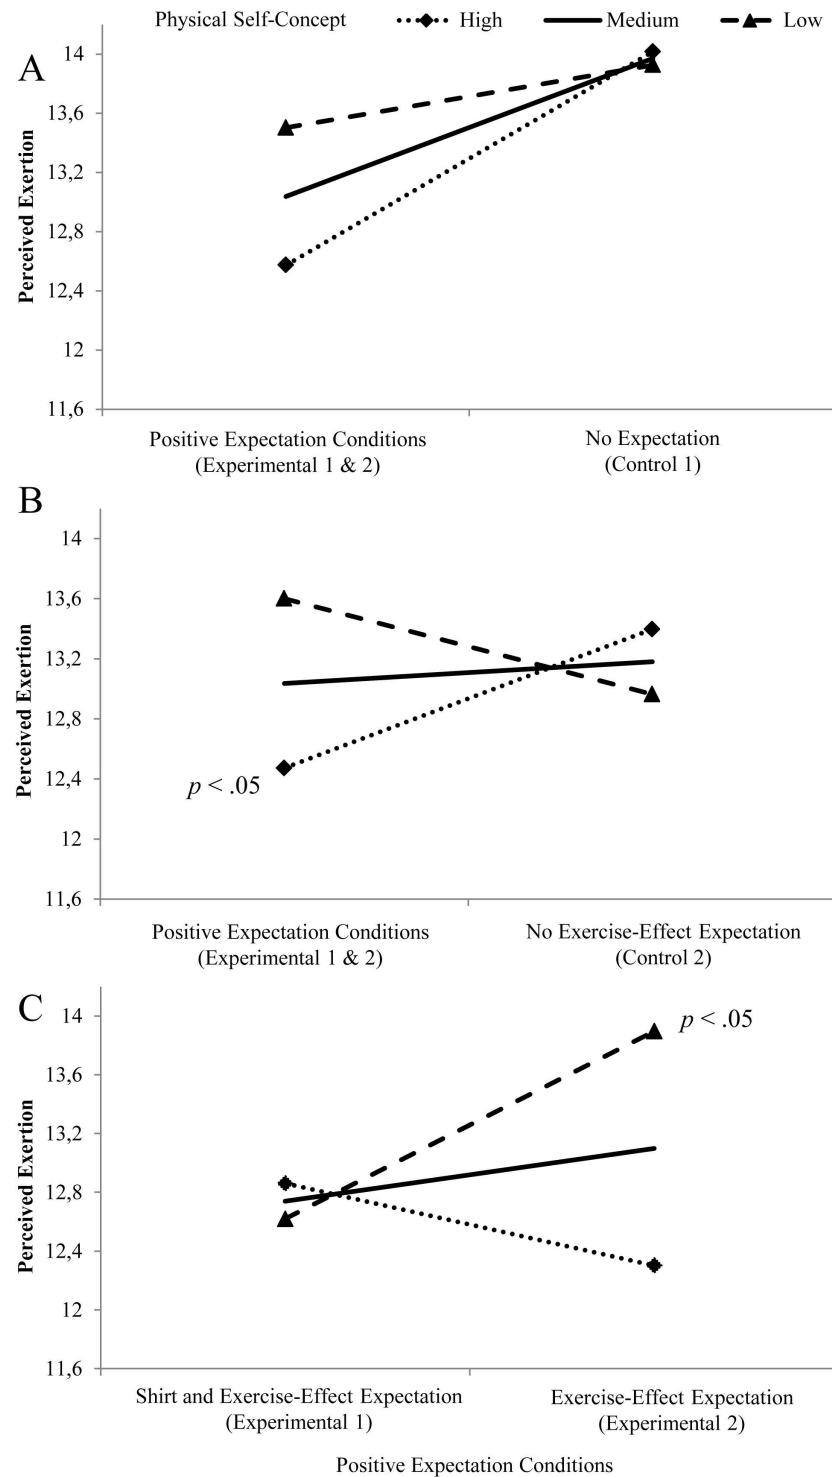 Physical Self-Concept High Medium Low
A
14
13,6
13,2
12,8
12,4
12
11,6
Perceived Exertion
Positive Expectation Conditions
(Experimental 1 & 2)
No Expectation
(Control 1)
B
14
13,6
13,2
12,8
12,4
12
11,6
Perceived Exertion
p < .05
Positive Expectation Conditions
(Experimental 1 & 2)
No Exercise-Effect Expectation
(Control 2)
C
14
13,6
13,2
12,8
12,4
12
11,6
Perceived Exertion
p < .05
Shirt and Exercise-Effect Expectation
(Experimental 1)
Exercise-Effect Expectation
(Experimental 2)
Positive Expectation Conditions